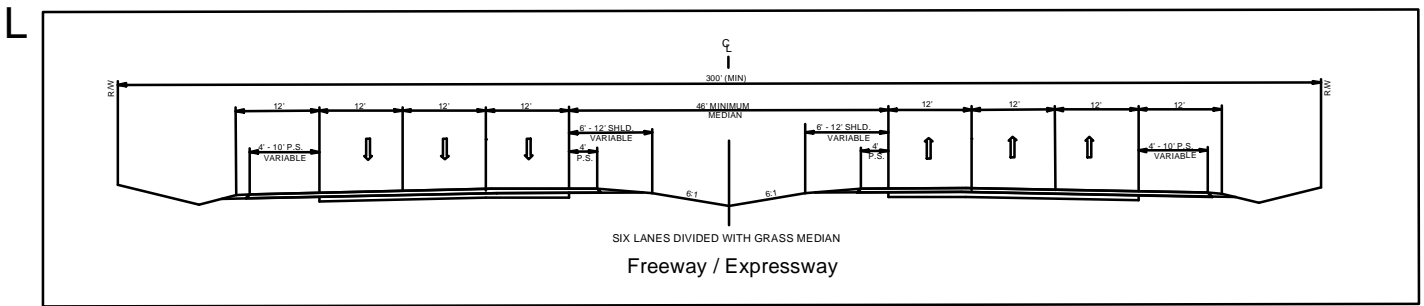 L
C
L
300' (MIN)
R/W
R/W
12'
12'
12'
12'
46' MINIMUM
MEDIAN
12'
12'
12'
12'
4' - 10' P.S.
VARIABLE
6' - 12' SHLD.
VARIABLE
4'
P.S.
6' - 12' SHLD.
VARIABLE
4'
P.S.
4' - 10' P.S.
VARIABLE
6:1
6:1
SIX LANES DIVIDED WITH GRASS MEDIAN
Freeway / Expressway